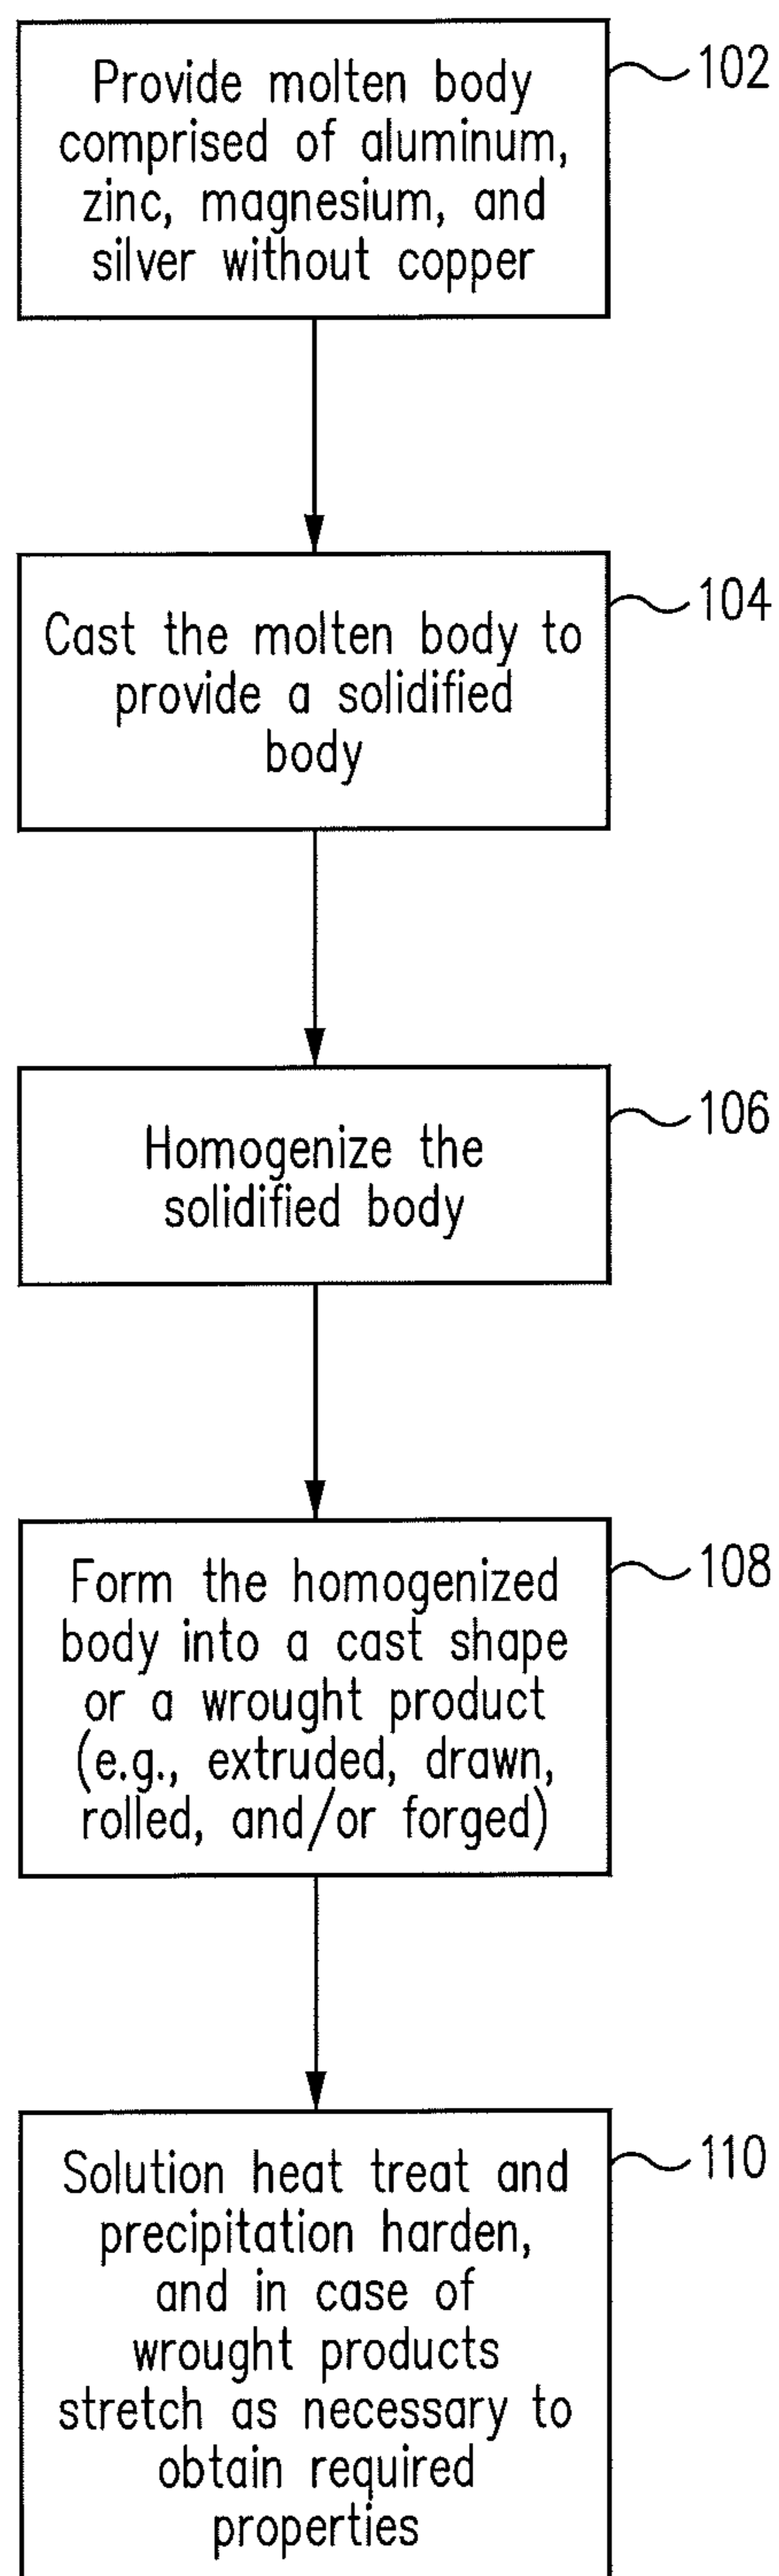 Provide molten body
comprised of aluminum,
zinc, magnesium, and
silver without copper
102
Cast the molten body to
provide a solidified
body
104
Homogenize the
solidified body
106
Form the homogenized
body into a cast shape
or a wrought product
(e.g., extruded, drawn,
rolled, and/or forged)
108
Solution heat treat and
precipitation harden,
and in case of
wrought products
stretch as necessary to
obtain required
properties
110